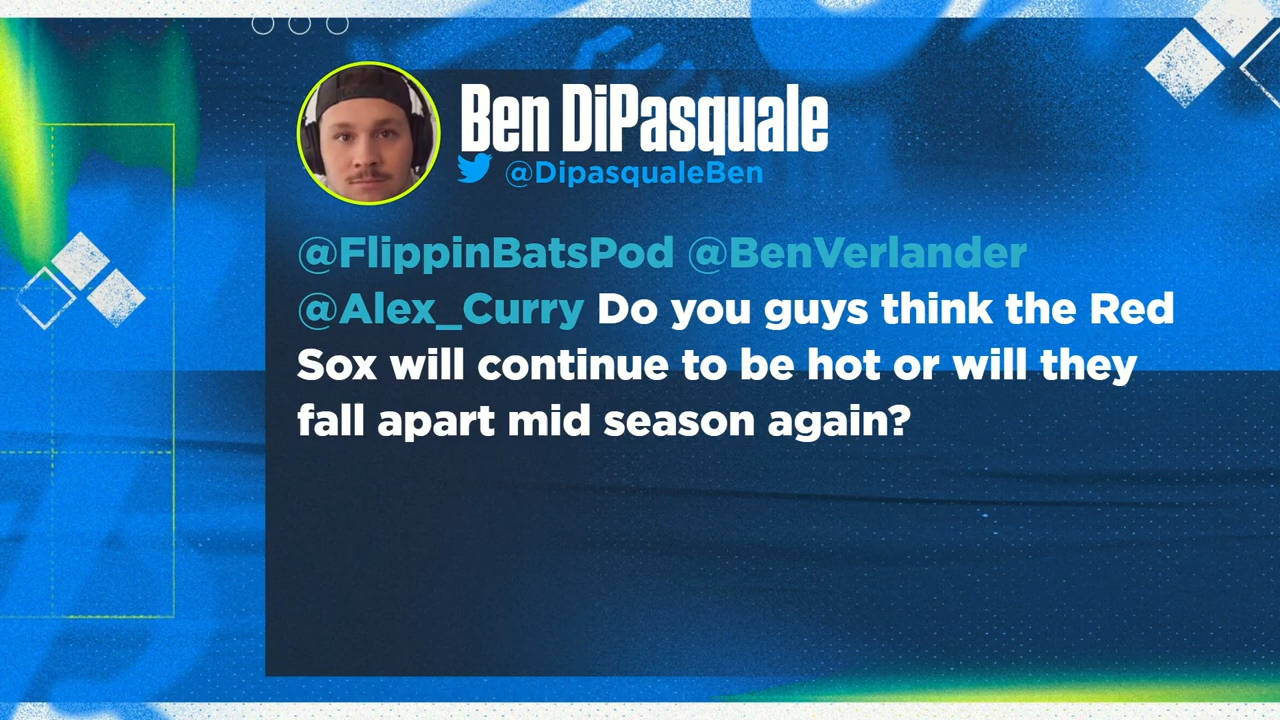 Ben DiPasquale
@DipasqualeBen
@FlippinBatsPod @BenVerlander
@Alex_Curry Do you guys think the Red
Sox will continue to be hot or will they
fall apart mid season again?